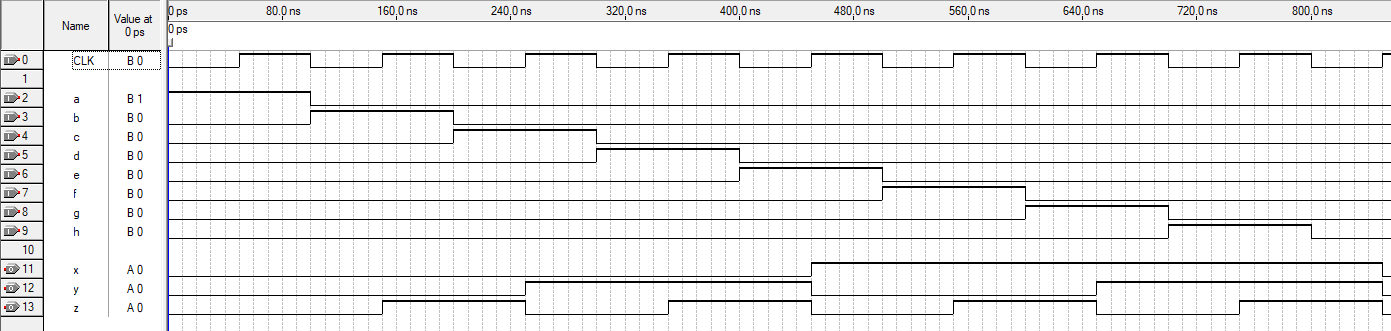 Name Value at 0 ps 0 ps 80.0 ns 160.0 ns 240.0 ns 320.0 ns 400.0 ns 480.0 ns 560.0 ns 640.0 ns 720.0 ns 800.0 ns
0 ps
0 CLK B 0
1
2 a B 1
3 b B 0
4 c B 0
5 d B 0
6 e B 0
7 f B 0
8 g B 0
9 h B 0
10
11 x A 0
12 y A 0
13 z A 0